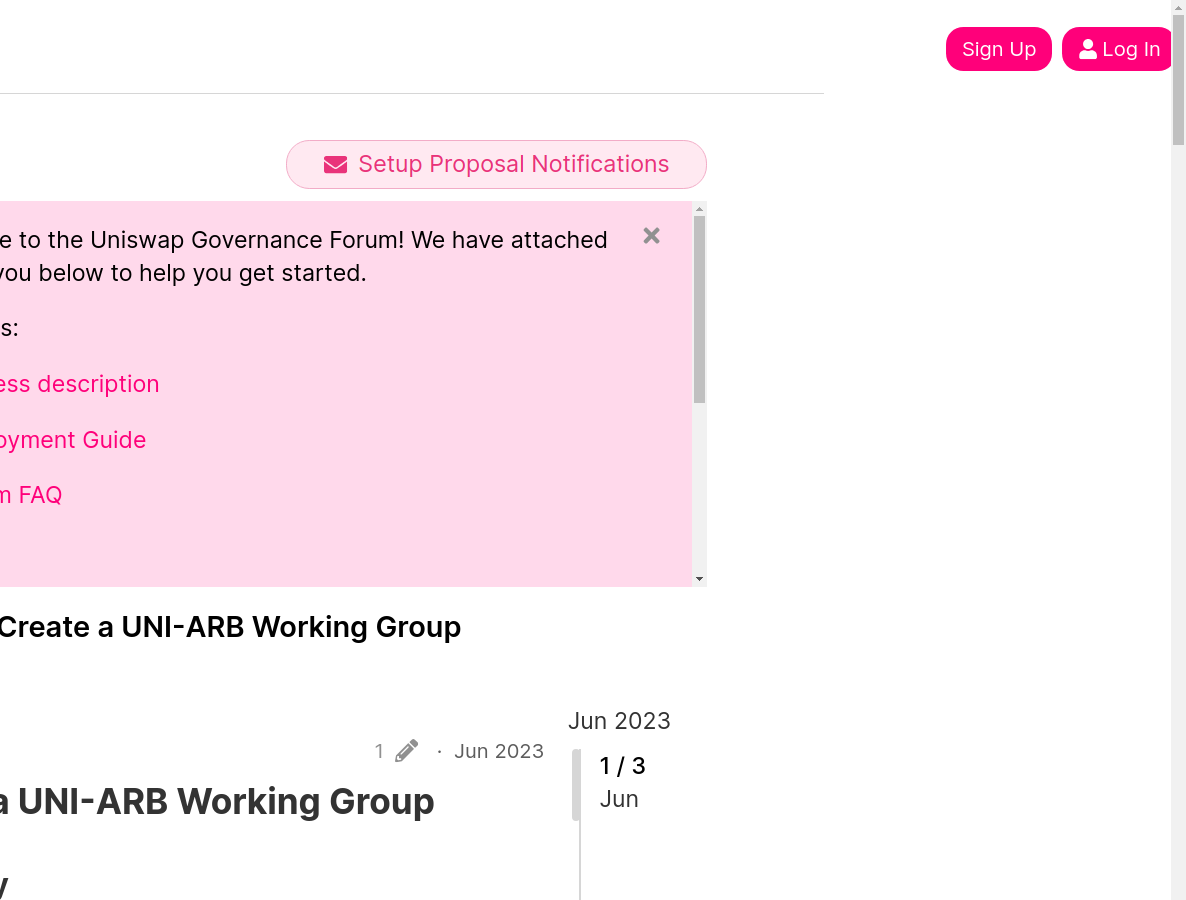 Sign Up
Log In
Setup Proposal Notifications
e to the Uniswap Governance Forum! We have attached
you below to help you get started.
s:
ess description
oyment Guide
m FAQ
Create a UNI-ARB Working Group
Jun 2023
1 · Jun 2023
1 / 3
Jun
a UNI-ARB Working Group
y